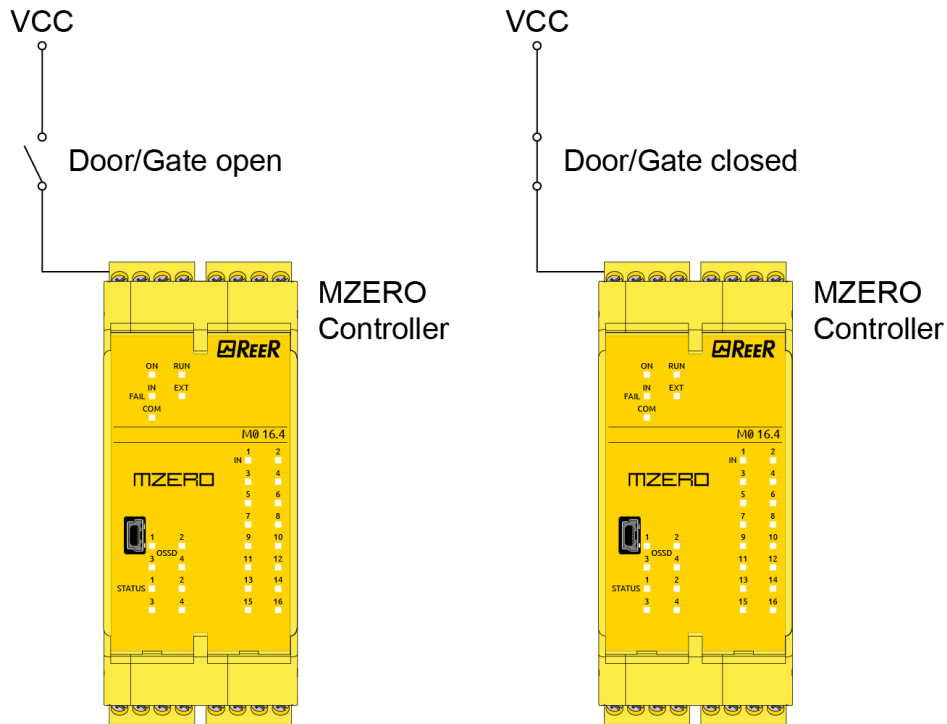 VCC
Door/Gate open
MZERO
Controller
REER
ON RUN
IN EXT
FAIL
COM
M0 16.4
1 2
IN
3 4
MZERO
5 6
7 8
1 2 9 10
OSSD
3 4 11 12
1 2 13 14
STATUS
3 4 15 16
VCC
Door/Gate closed
MZERO
Controller
REER
ON RUN
IN EXT
FAIL
COM
M0 16.4
1 2
IN
3 4
MZERO
5 6
7 8
1 2 9 10
OSSD
3 4 11 12
1 2 13 14
STATUS
3 4 15 16